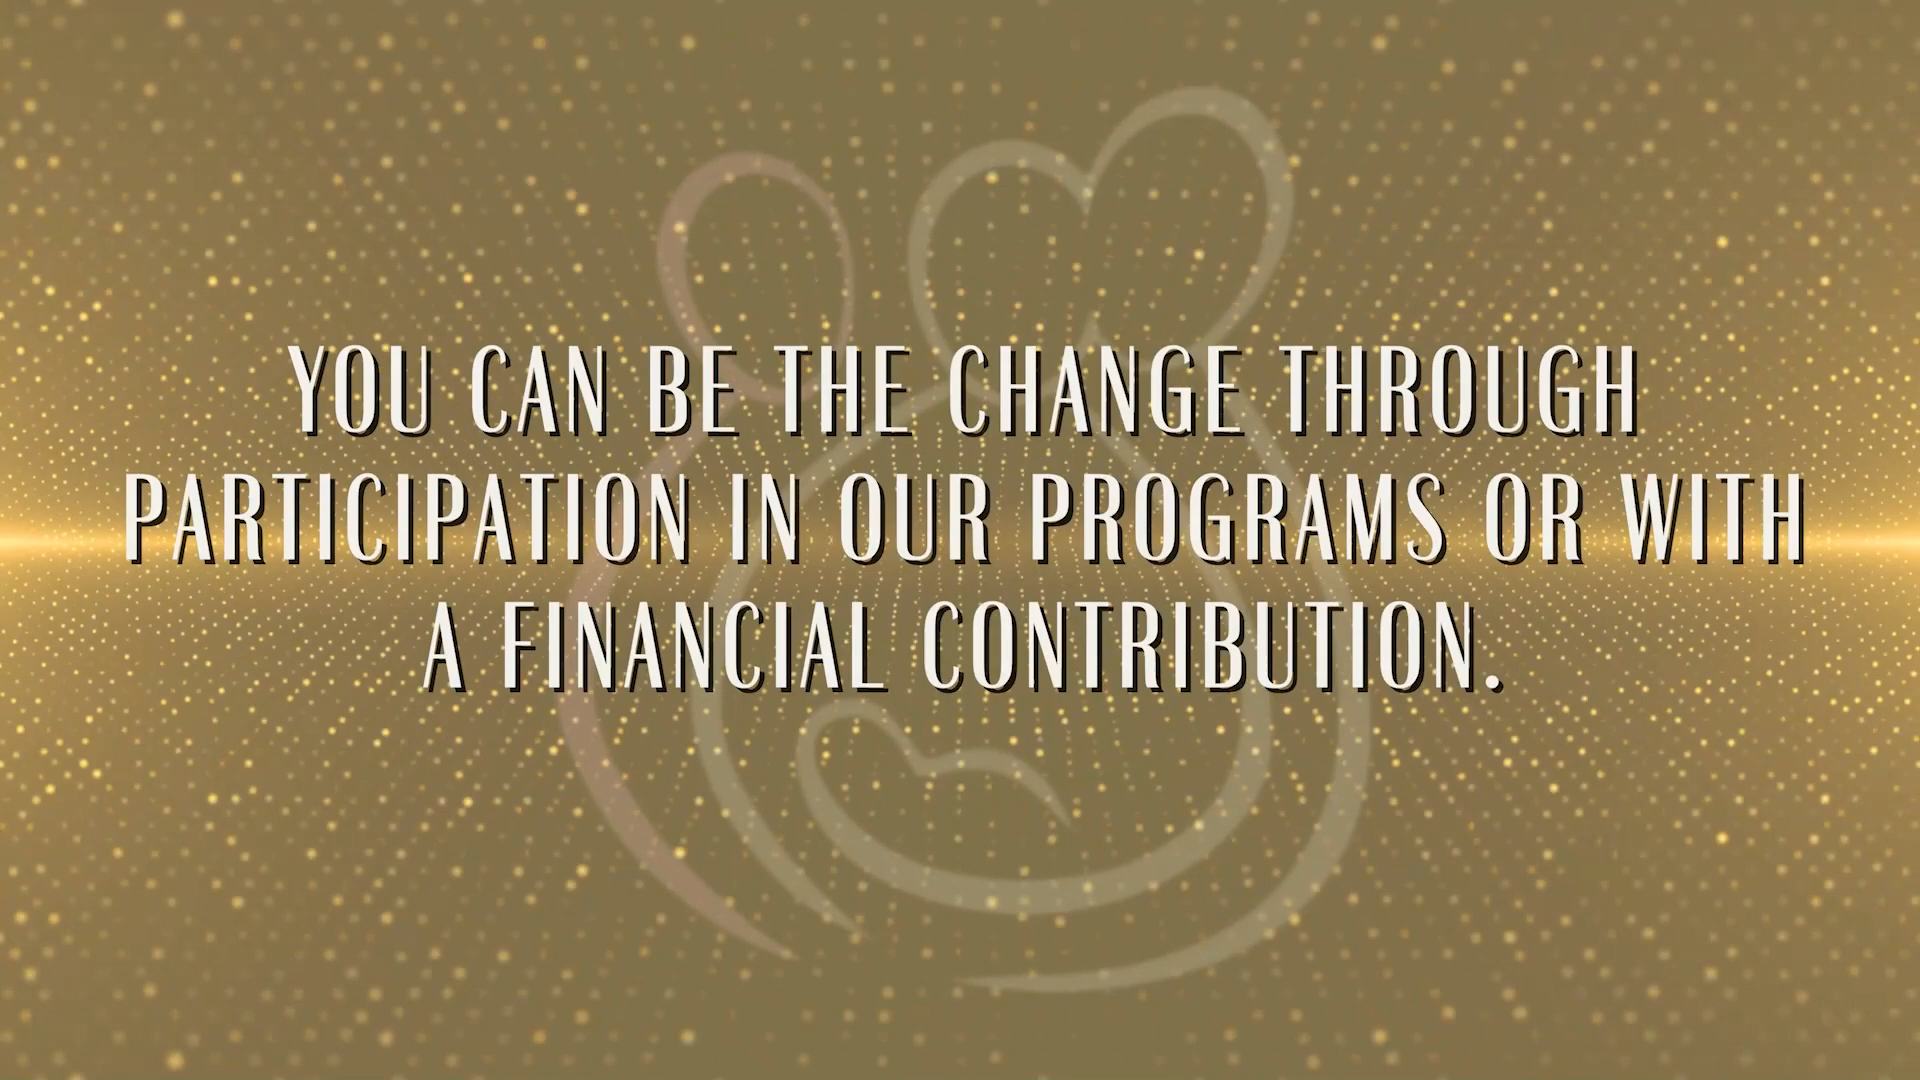 YOU CAN BE THE CHANGE THROUGH
PARTICIPATION IN OUR PROGRAMS OR WITH
A FINANCIAL CONTRIBUTION.